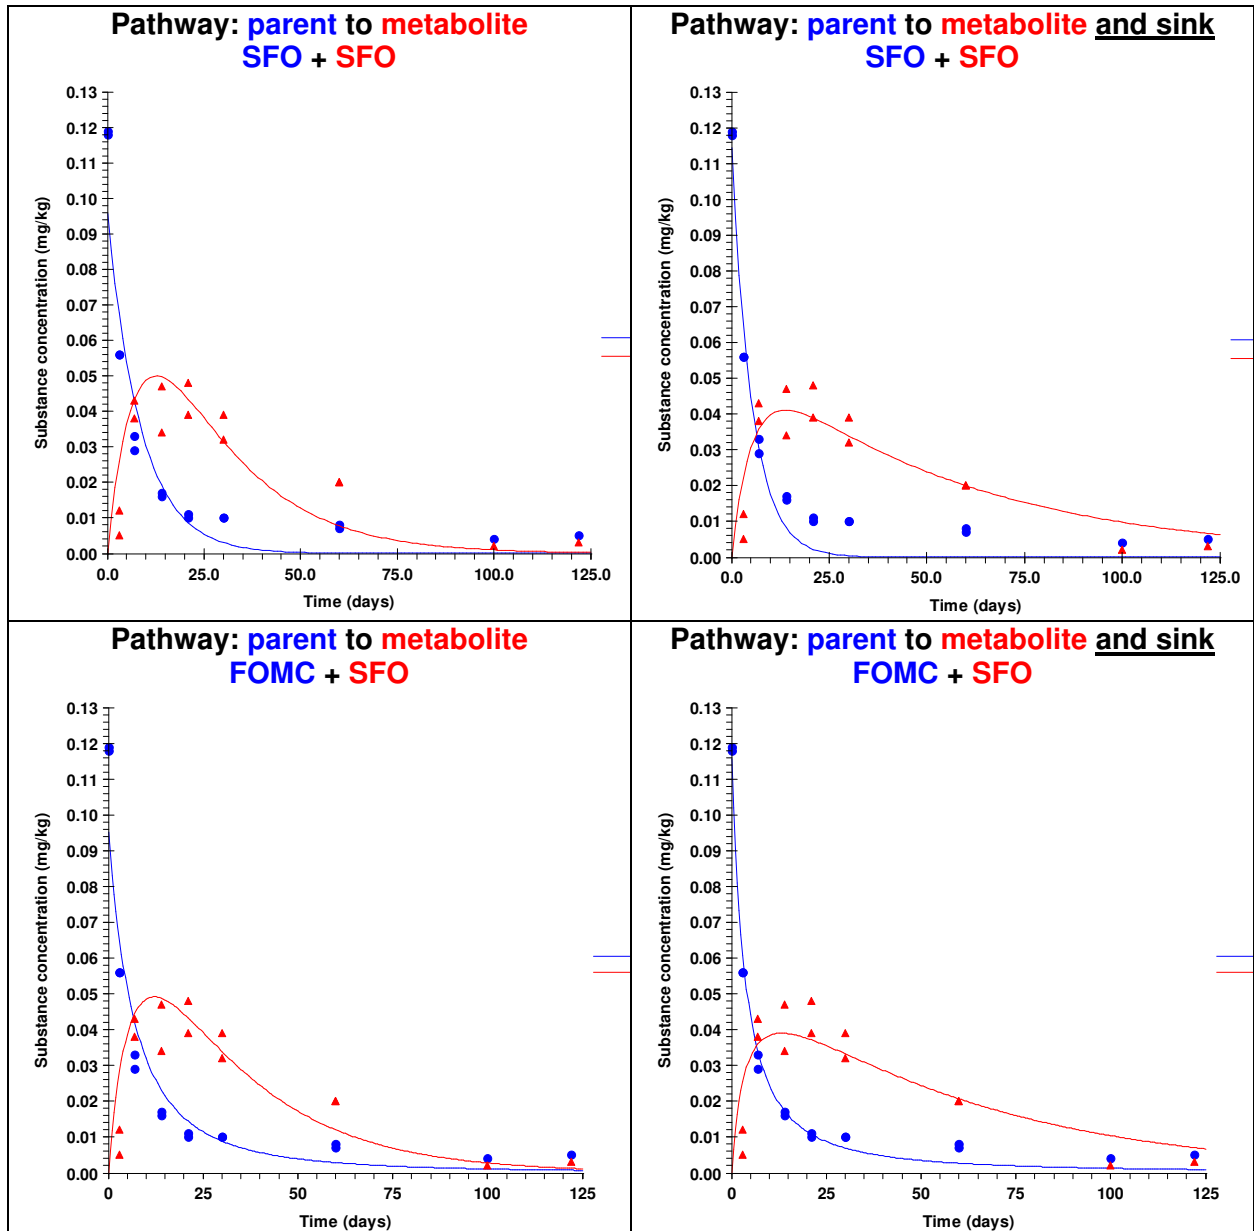 Pathway: parent to metabolite
SFO + SFO
0.13
0.12
0.11
0.10
0.09
0.08
0.07
0.06
0.05
0.04
0.03
0.02
0.01
0.00
Substance concentration (mg/kg)
0.0 25.0 50.0 75.0 100.0 125.0
Time (days)
Pathway: parent to metabolite and sink
SFO + SFO
0.13
0.12
0.11
0.10
0.09
0.08
0.07
0.06
0.05
0.04
0.03
0.02
0.01
0.00
Substance concentration (mg/kg)
0.0 25.0 50.0 75.0 100.0 125.0
Time (days)
Pathway: parent to metabolite
FOMC + SFO
0.13
0.12
0.11
0.10
0.09
0.08
0.07
0.06
0.05
0.04
0.03
0.02
0.01
0.00
Substance concentration (mg/kg)
0 25 50 75 100 125
Time (days)
Pathway: parent to metabolite and sink
FOMC + SFO
0.13
0.12
0.11
0.10
0.09
0.08
0.07
0.06
0.05
0.04
0.03
0.02
0.01
0.00
Substance concentration (mg/kg)
0 25 50 75 100 125
Time (days)